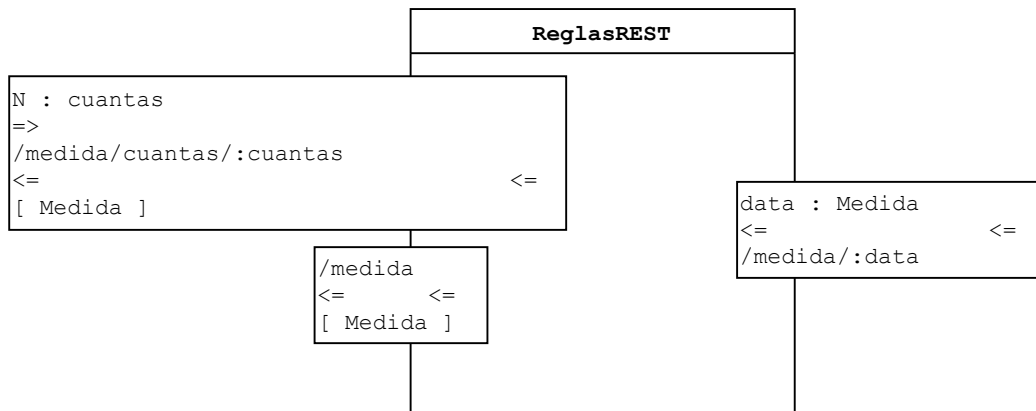 ReglasREST
N : cuantas
=>
/medida/cuantas/:cuantas
<= <=
[ Medida ]
data : Medida
<= <=
/medida/:data
/medida
<= <=
[ Medida ]